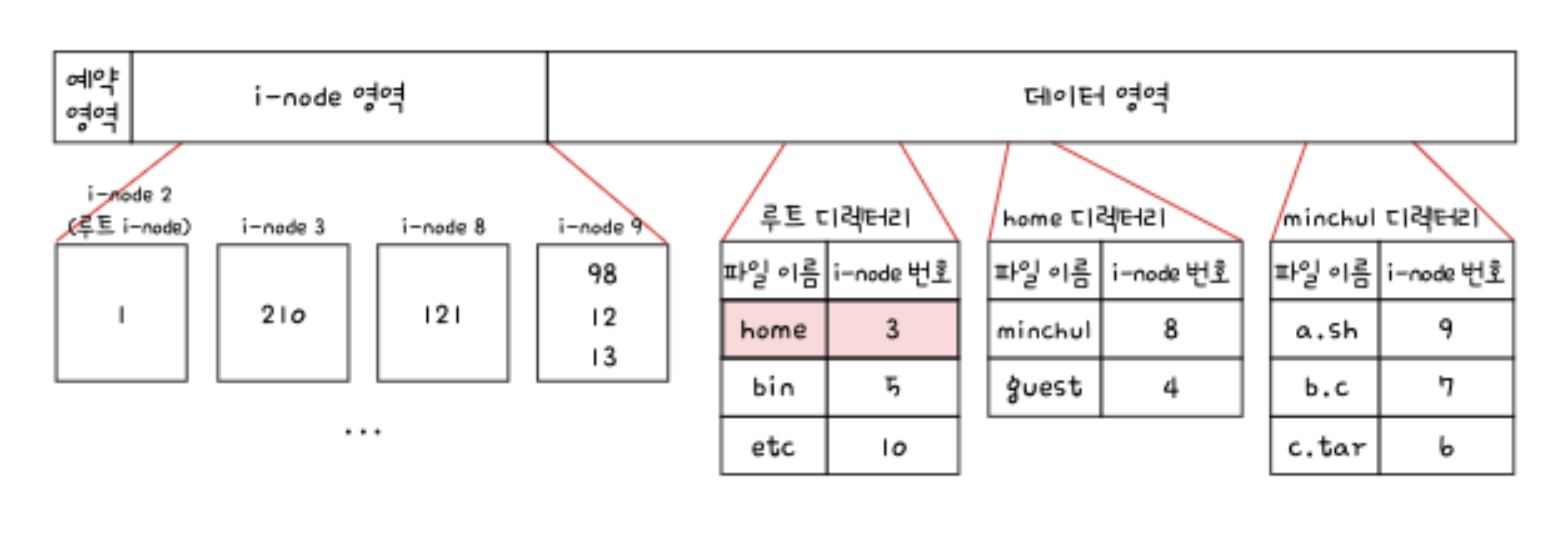 예약
영역
i-node 영역
데이터 영역
i-node 2
(루트 i-node)
i-node 3
i-node 8
i-node 9
1
210
121
98
12
13
...
루트 디렉터리
파일 이름 i-node 번호
home 3
bin 5
etc 10
home 디렉터리
파일 이름 i-node 번호
minchul 8
guest 4
minchul 디렉터리
파일 이름 i-node 번호
a.sh 9
b.c 7
c.tar 6